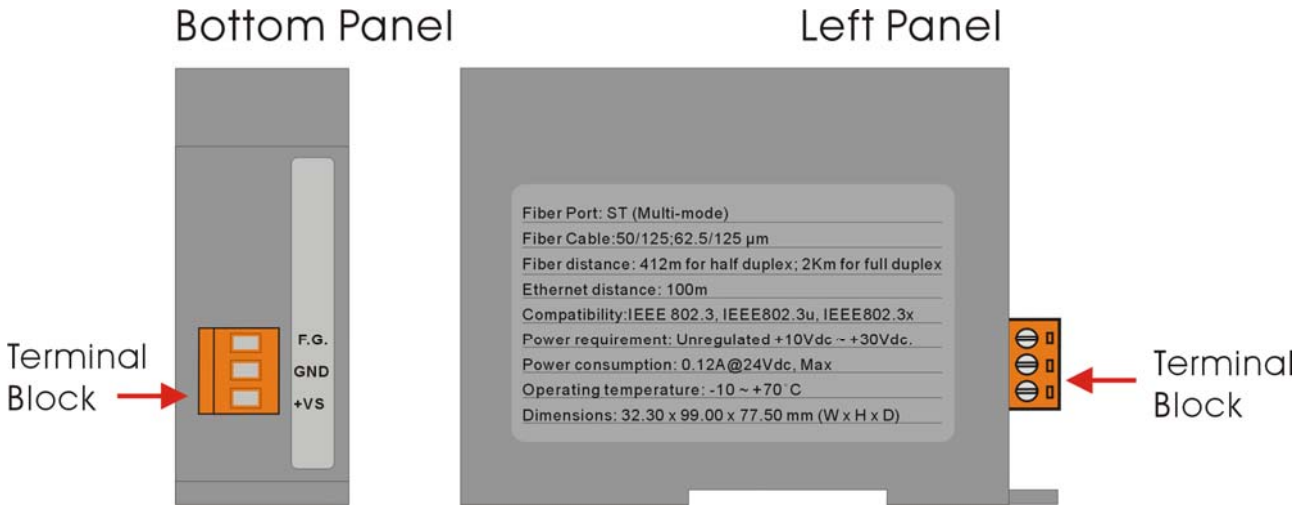 Bottom Panel
Left Panel
Fiber Port: ST (Multi-mode)
Fiber Cable:50/125;62.5/125 µm
Fiber distance: 412m for half duplex; 2Km for full duplex
Ethernet distance: 100m
Compatibility:IEEE 802.3, IEEE802.3u, IEEE802.3x
Power requirement: Unregulated +10Vdc ~ +30Vdc.
Power consumption: 0.12A@24Vdc, Max
Operating temperature: -10 ~ +70°C
Dimensions: 32.30 x 99.00 x 77.50 mm (W x H x D)
F.G.
GND
+VS
Terminal
Block
Terminal
Block